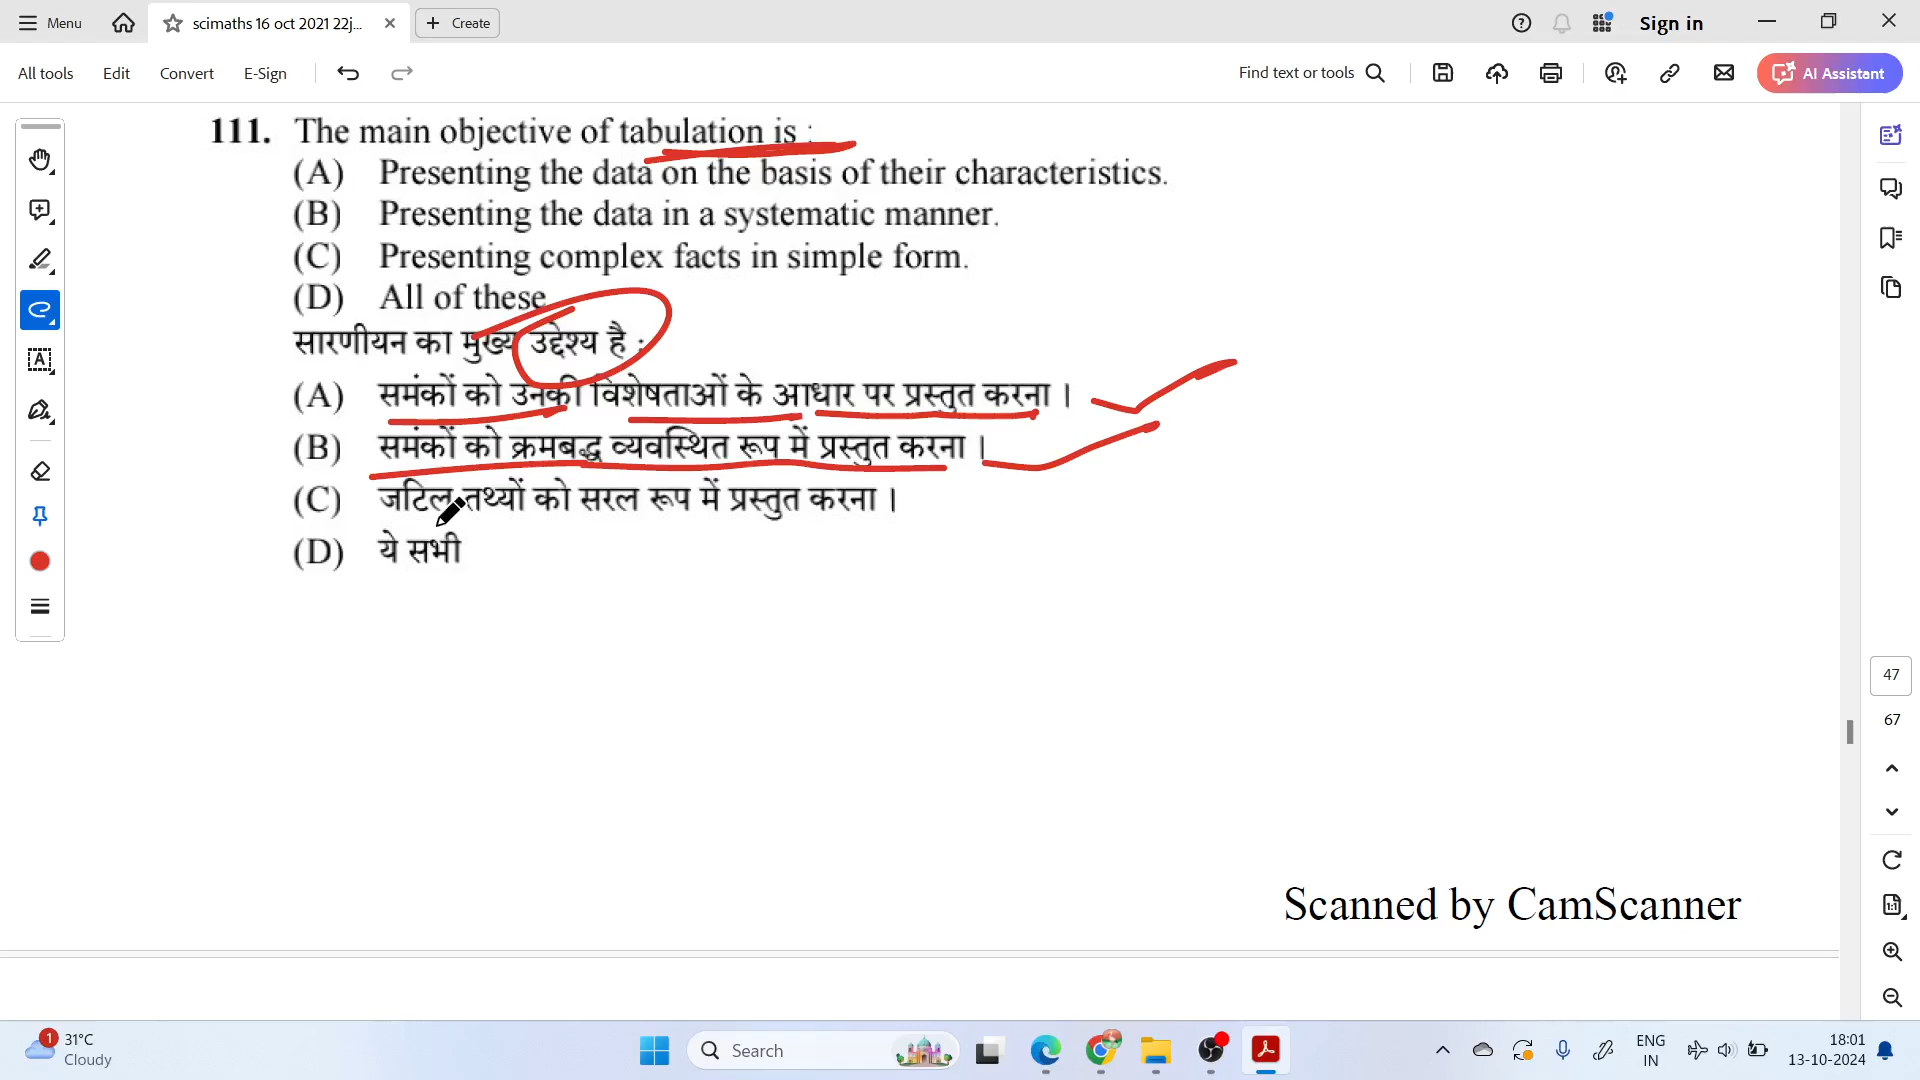 Menu
scimaths 16 oct 2021 22j...
Create
Sign in
All tools
Edit
Convert
E-Sign
Find text or tools
AI Assistant
111. The main objective of tabulation is :
(A) Presenting the data on the basis of their characteristics.
(B) Presenting the data in a systematic manner.
(C) Presenting complex facts in simple form.
(D) All of these
सारणीयन का मुख्य उद्देश्य है :
(A) समंकों को उनकी विशेषताओं के आधार पर प्रस्तुत करना ।
(B) समंकों को क्रमबद्ध व्यवस्थित रूप में प्रस्तुत करना ।
(C) जटिल तथ्यों को सरल रूप में प्रस्तुत करना ।
(D) ये सभी
47
67
Scanned by CamScanner
1
31°C
Cloudy
Search
ENG
IN
18:01
13-10-2024